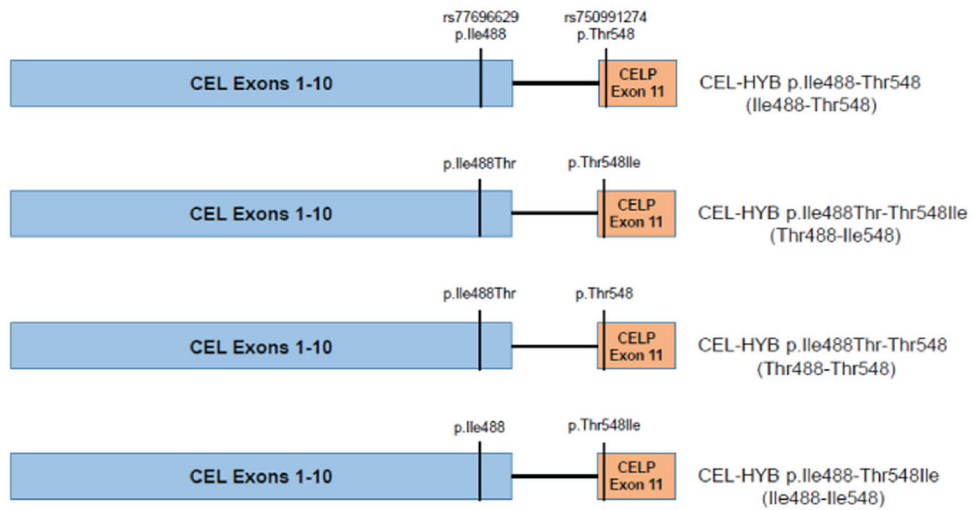 rs77696629 rs750991274
p.Ile488 p.Thr548
CEL Exons 1-10
CELP
Exon 11
CEL-HYB p.Ile488-Thr548
(Ile488-Thr548)
p.Ile488Thr p.Thr548Ile
CEL Exons 1-10
CELP
Exon 11
CEL-HYB p.Ile488Thr-Thr548Ile
(Thr488-Ile548)
p.Ile488Thr p.Thr548
CEL Exons 1-10
CELP
Exon 11
CEL-HYB p.Ile488Thr-Thr548
(Thr488-Thr548)
p.Ile488 p.Thr548Ile
CEL Exons 1-10
CELP
Exon 11
CEL-HYB p.Ile488-Thr548Ile
(Ile488-Ile548)